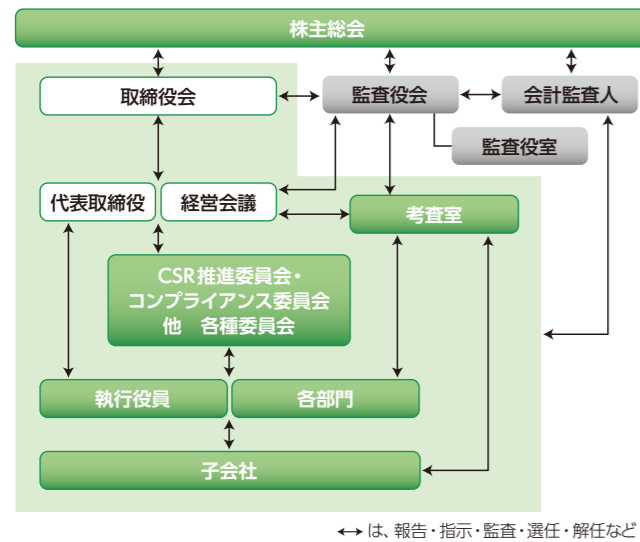 株主総会
取締役会
監査役会
会計監査人
監査役室
代表取締役
経営会議
考査室
CSR推進委員会・
コンプライアンス委員会
他　各種委員会
執行役員
各部門
子会社
↔ は、報告・指示・監査・選任・解任など